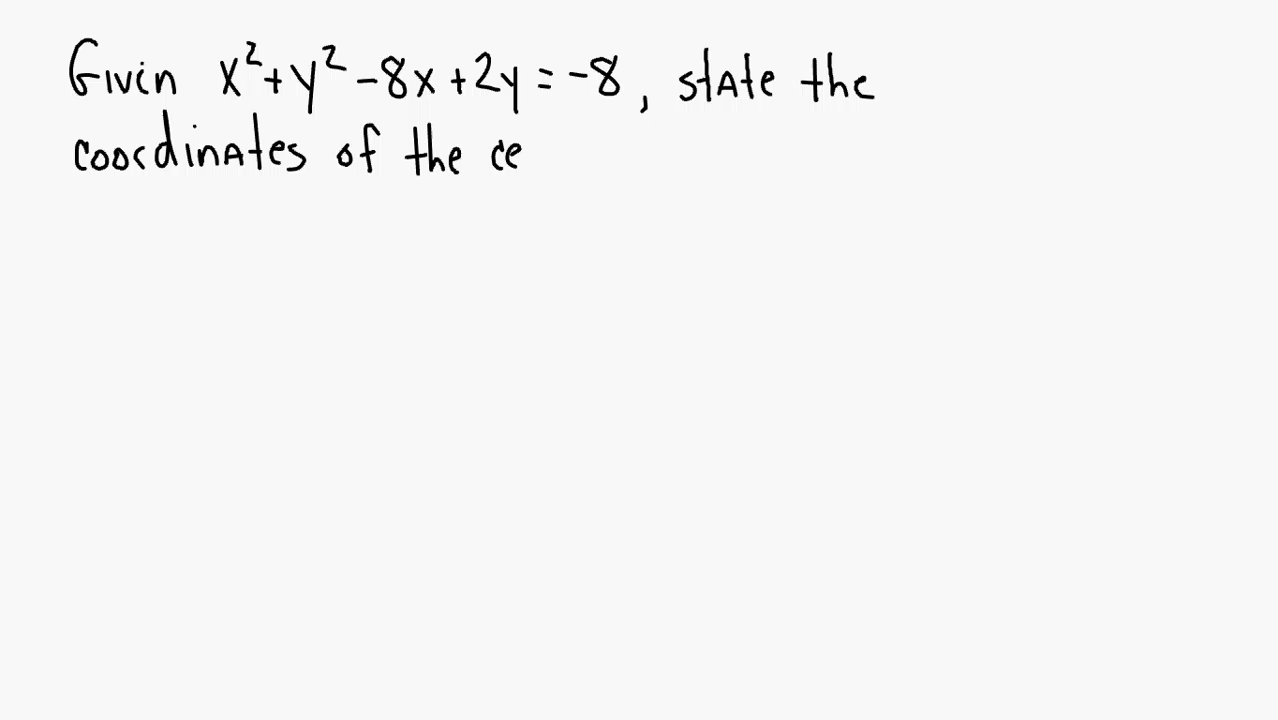 Given x²+y²-8x+2y=-8, state the
coordinates of the ce